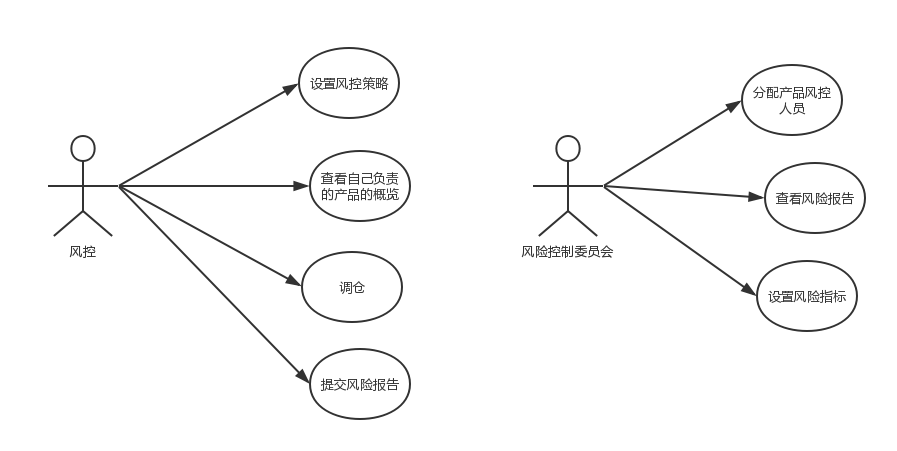 设置风控策略
查看自己负责
的产品的概览
风控
调仓
提交风险报告
分配产品风控
人员
查看风险报告
风险控制委员会
设置风险指标